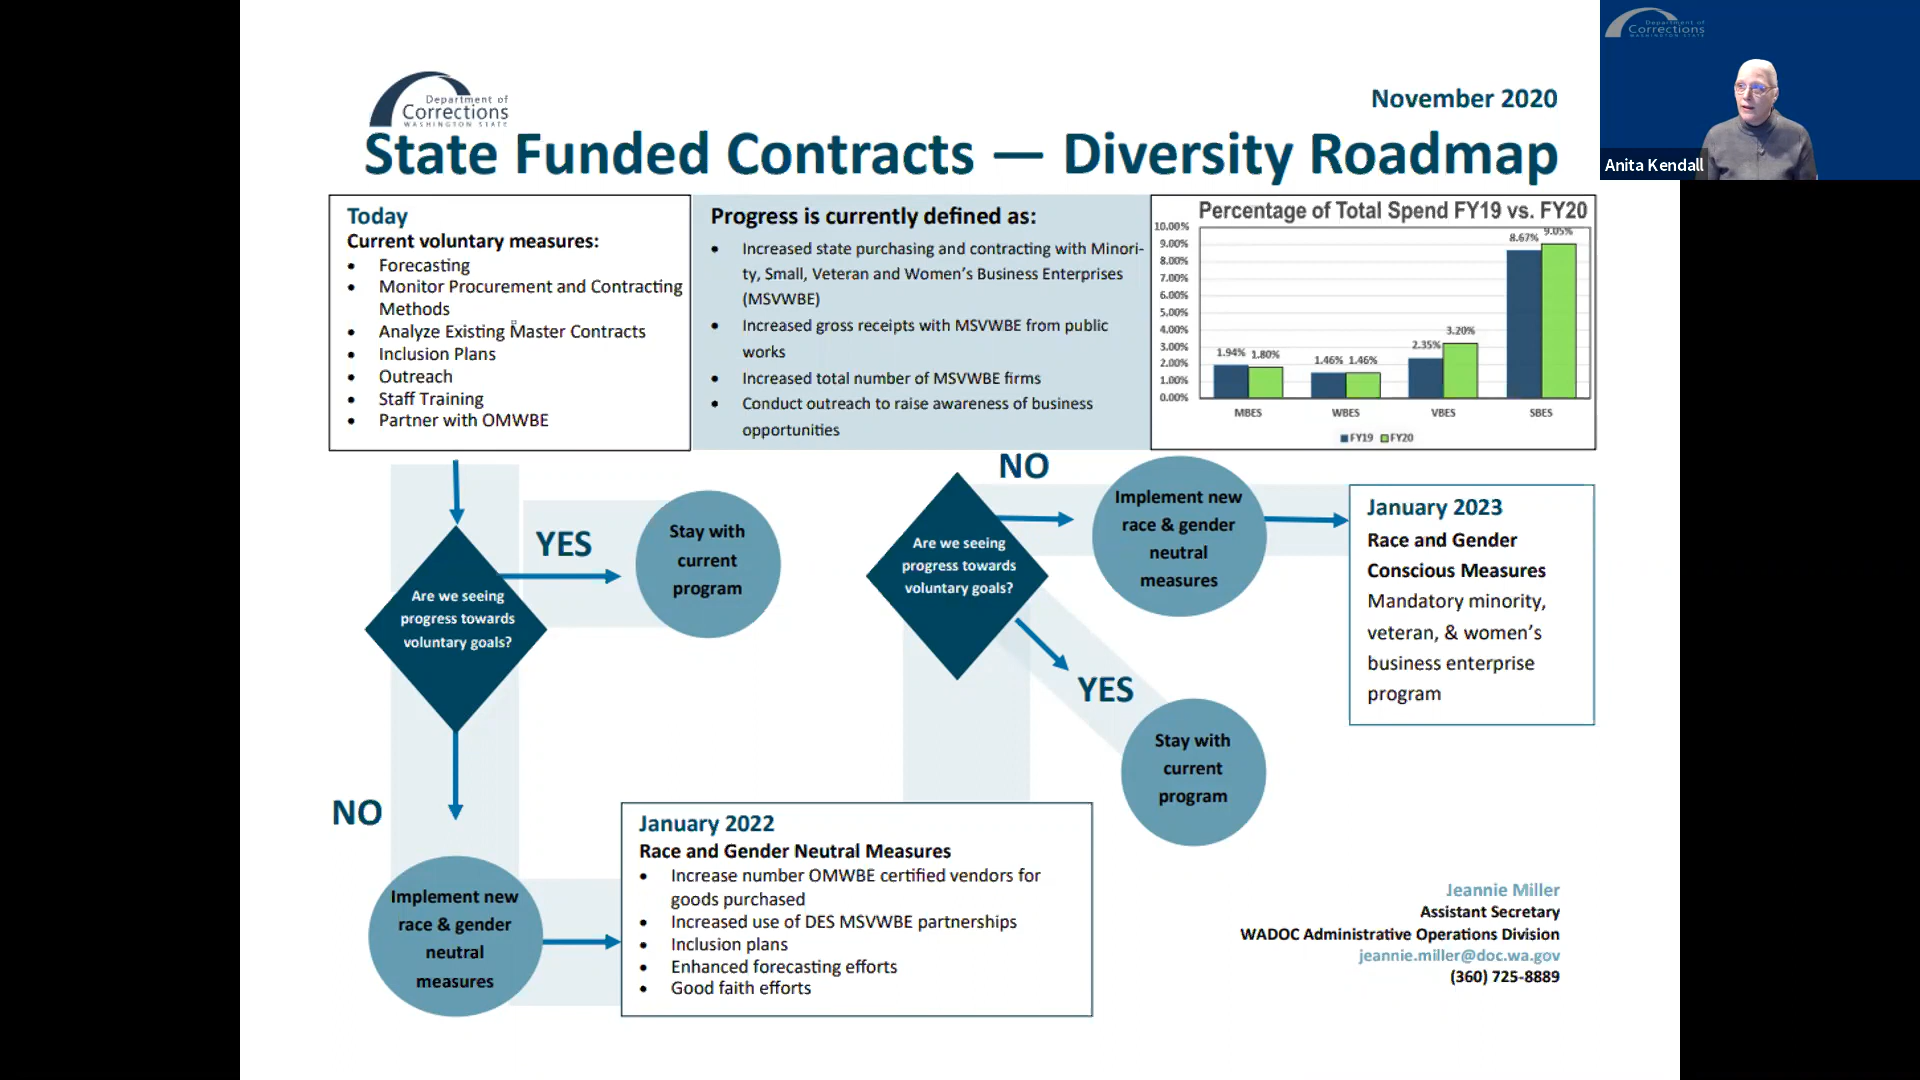 Department of
Corrections
WASHINGTON STATE
November 2020
State Funded Contracts — Diversity Roadmap
Department of
Corrections
WASHINGTON STATE
Anita Kendall
Today
Current voluntary measures:
• Forecasting
• Monitor Procurement and Contracting
Methods
• Analyze Existing Master Contracts
• Inclusion Plans
• Outreach
• Staff Training
• Partner with OMWBE
Progress is currently defined as:
• Increased state purchasing and contracting with Minori-
ty, Small, Veteran and Women's Business Enterprises
(MSVWBE)
• Increased gross receipts with MSVWBE from public
works
• Increased total number of MSVWBE firms
• Conduct outreach to raise awareness of business
opportunities
Percentage of Total Spend FY19 vs. FY20
10.00%
9.00%
8.00%
7.00%
6.00%
5.00%
4.00%
3.00%
2.00%
1.00%
0.00%
1.94% 1.80%
1.46% 1.46%
2.35% 3.20%
8.67% 9.05%
MBES WBES VBES SBES
FY19 FY20
Are we seeing
progress towards
voluntary goals?
YES
Stay with
current
program
NO
Implement new
race & gender
neutral
measures
January 2022
Race and Gender Neutral Measures
• Increase number OMWBE certified vendors for
goods purchased
• Increased use of DES MSVWBE partnerships
• Inclusion plans
• Enhanced forecasting efforts
• Good faith efforts
Are we seeing
progress towards
voluntary goals?
NO
Implement new
race & gender
neutral
measures
YES
Stay with
current
program
January 2023
Race and Gender
Conscious Measures
Mandatory minority,
veteran, & women's
business enterprise
program
Jeannie Miller
Assistant Secretary
WADOC Administrative Operations Division
jeannie.miller@doc.wa.gov
(360) 725-8889